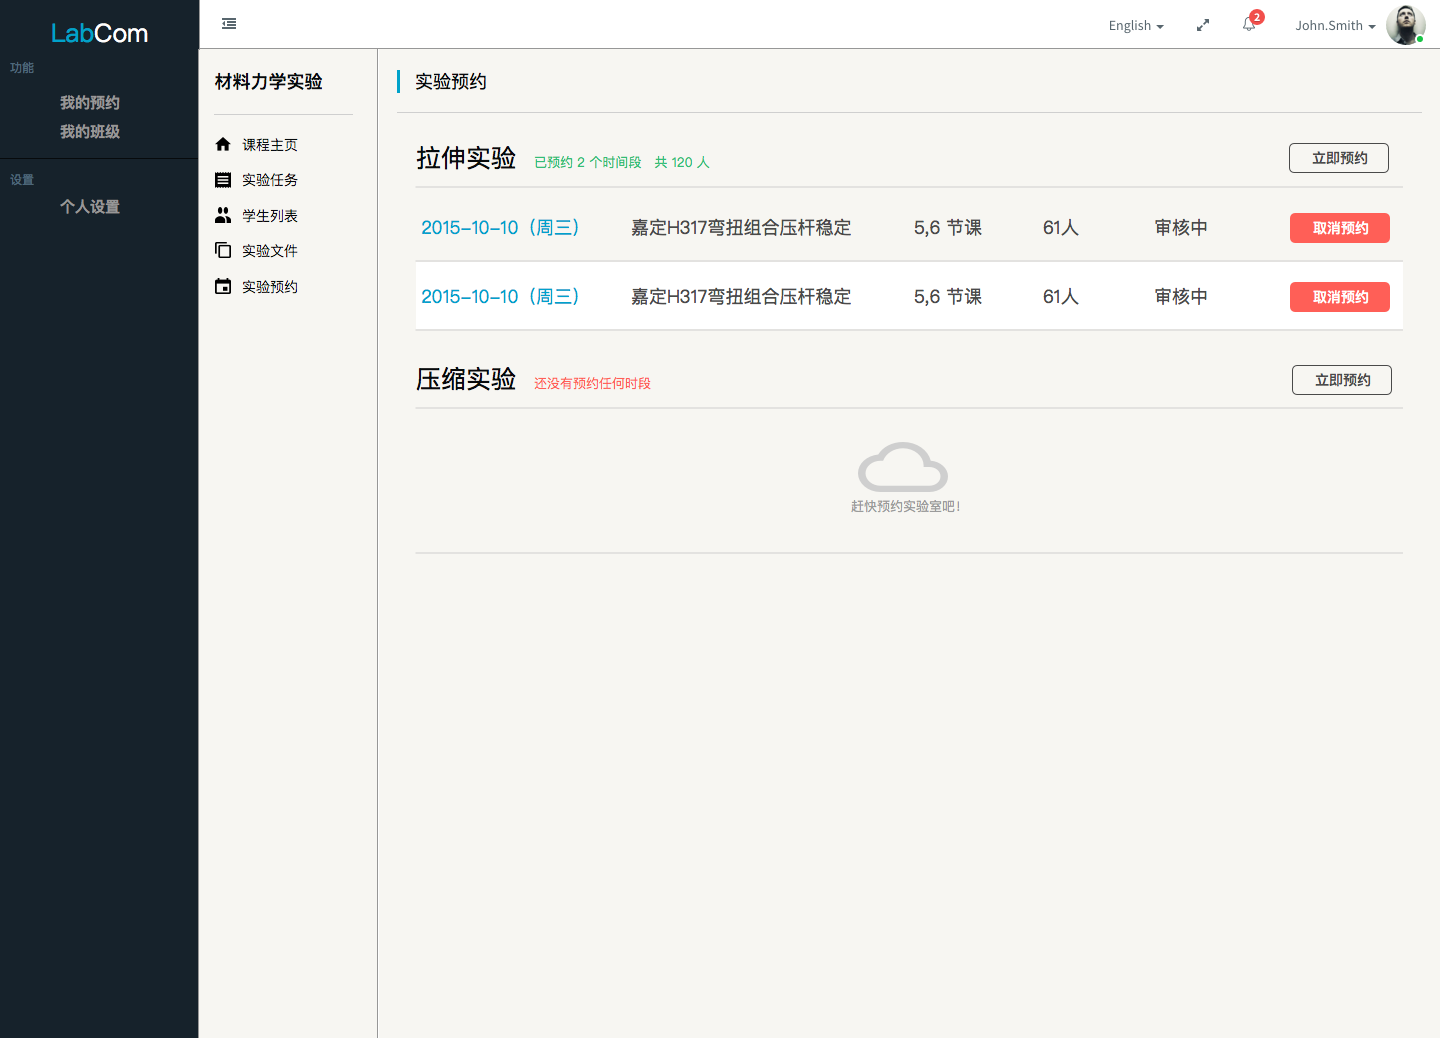 LabCom
功能
我的预约
我的班级
设置
个人设置
English
2
John.Smith
材料力学实验
课程主页
实验任务
学生列表
实验文件
实验预约
实验预约
拉伸实验 已预约 2 个时间段 共 120 人 立即预约
2015-10-10（周三） 嘉定H317弯扭组合压杆稳定 5,6 节课 61人 审核中 取消预约
2015-10-10（周三） 嘉定H317弯扭组合压杆稳定 5,6 节课 61人 审核中 取消预约
压缩实验 还没有预约任何时段 立即预约
赶快预约实验室吧！